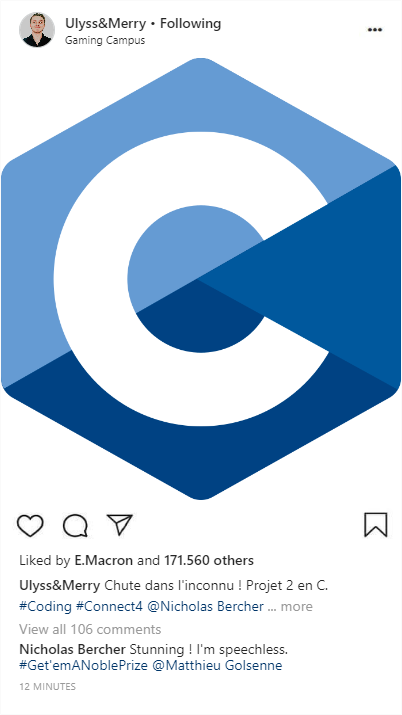 Ulyss&Merry • Following
Gaming Campus
C
Liked by E.Macron and 171.560 others
Ulyss&Merry Chute dans l'inconnu ! Projet 2 en C.
#Coding #Connect4 @Nicholas Bercher ... more
View all 106 comments
Nicholas Bercher Stunning ! I'm speechless.
#Get'emANoblePrize @Matthieu Golsenne
12 MINUTES